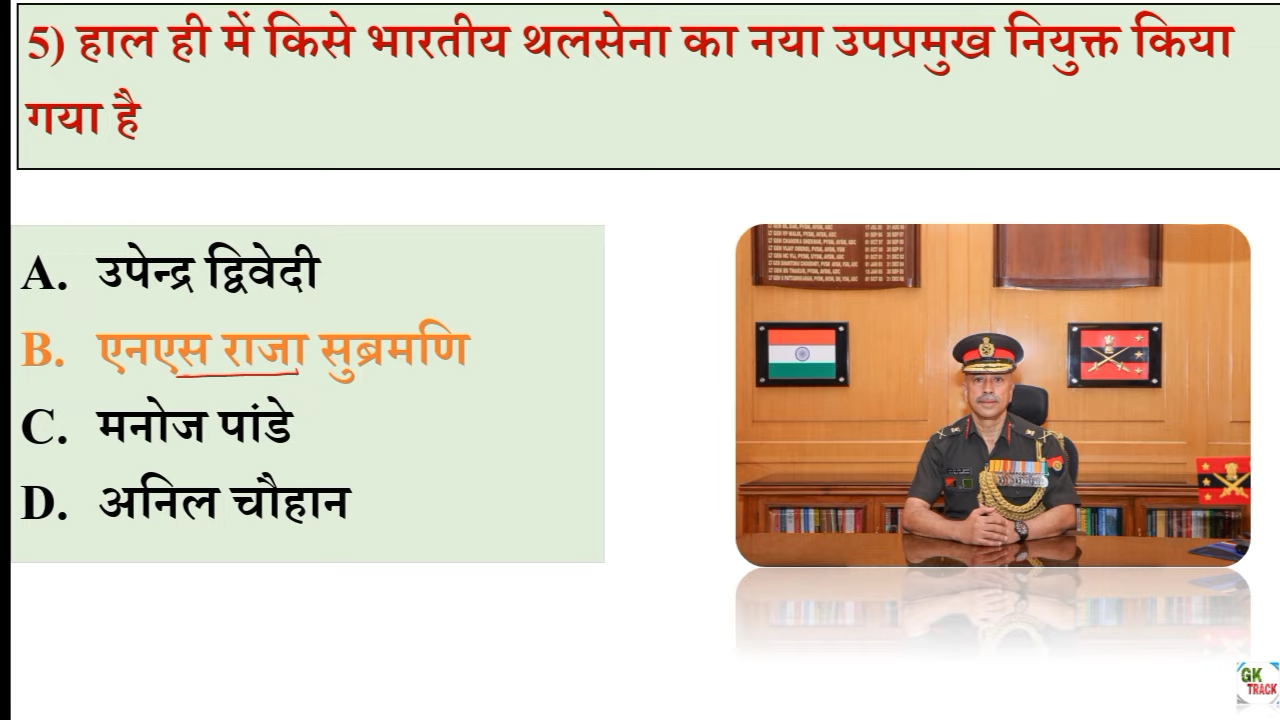 5) हाल ही में किसे भारतीय थलसेना का नया उपप्रमुख नियुक्त किया
गया है
A. उपेन्द्र द्विवेदी
B. एनएस राजा सुब्रमणि
C. मनोज पांडे
D. अनिल चौहान
GK
TRACK